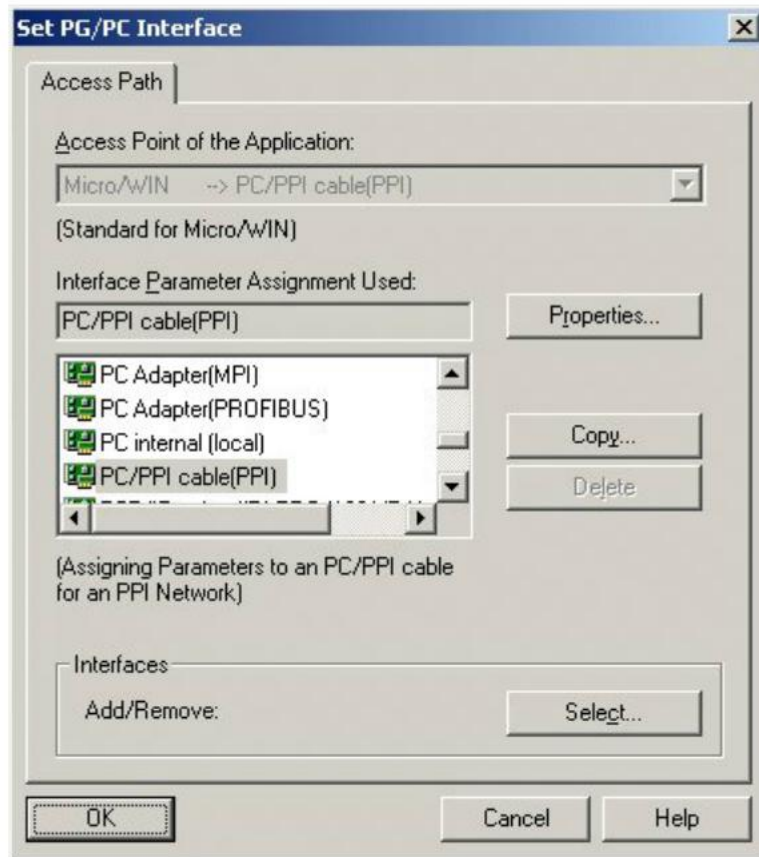 Set PG/PC Interface
Access Path
Access Point of the Application:
Micro/WIN --> PC/PPI cable(PPI)
(Standard for Micro/WIN)
Interface Parameter Assignment Used:
PC/PPI cable(PPI)
Properties...
PC Adapter(MPI)
PC Adapter(PROFIBUS)
PC internal (local)
PC/PPI cable(PPI)
Copy...
Delete
(Assigning Parameters to an PC/PPI cable
for an PPI Network)
Interfaces
Add/Remove:
Select...
OK
Cancel
Help